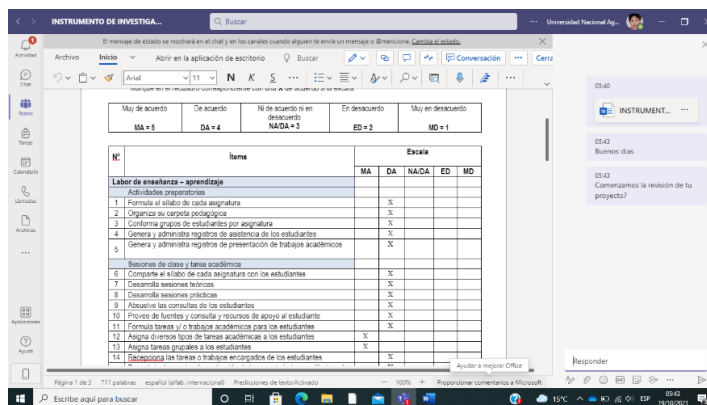 INSTRUMENTO DE INVESTIGA...
Buscar
Universidad Nacional Ag...
El mensaje de estado se mostrará en el chat y en los canales cuando alguien te envíe un mensaje o @mencione. Cambia el estado.
Archivo Inicio Abrir en la aplicación de escritorio Buscar Conversación Cerra
Arial 11 N K S
Actividad
Chat
Teams
Tareas
Calendario
Llamadas
Archivos
Aplicaciones
Ayuda
Muy de acuerdo De acuerdo Ni de acuerdo ni en desacuerdo En desacuerdo Muy en desacuerdo
MA = 5 DA = 4 NA/DA = 3 ED = 2 MD = 1
Nº Ítems Escala
MA DA NA/DA ED MD
Labor de enseñanza – aprendizaje
Actividades preparatorias
1 Formula el sílabo de cada asignatura X
2 Organiza su carpeta pedagógica X
3 Conforma grupos de estudiantes por asignatura X
4 Genera y administra registros de asistencia de los estudiantes X
5 Genera y administra registros de presentación de trabajos académicos X
Sesiones de clase y tarea académica
6 Comparte el sílabo de cada asignatura con los estudiantes X
7 Desarrolla sesiones teóricas X
8 Desarrolla sesiones prácticas X
9 Absuelve las consultas de los estudiantes X
10 Provee de fuentes y consulta y recursos de apoyo al estudiante X
11 Formula tareas y/ o trabajos académicos para los estudiantes X
12 Asigna diversos tipos de tareas académicas a los estudiantes X
13 Asigna tareas grupales a los estudiantes X
14 Recepciona las tareas o trabajos encargados de los estudiantes X
Ayudar a mejorar Office
Página 1 de 3 711 palabras español (alfab. internacional) Predicciones de texto:Activado 100% Proporcionar comentarios a Microsoft
05:40
INSTRUMENT...
05:43
Buenos dias
05:43
Comenzamos la revisión de tu
proyecto?
Responder
Escribe aquí para buscar
15°C ESP 05:43
19/10/2021